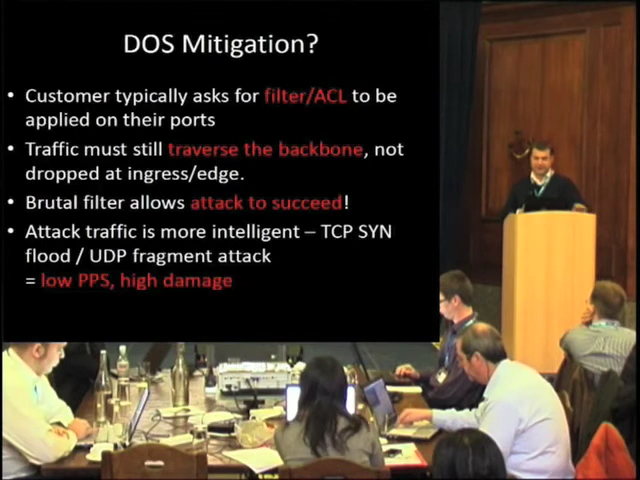 DOS Mitigation?
• Customer typically asks for filter/ACL to be
applied on their ports
• Traffic must still traverse the backbone, not
dropped at ingress/edge.
• Brutal filter allows attack to succeed!
• Attack traffic is more intelligent – TCP SYN
flood / UDP fragment attack
= low PPS, high damage